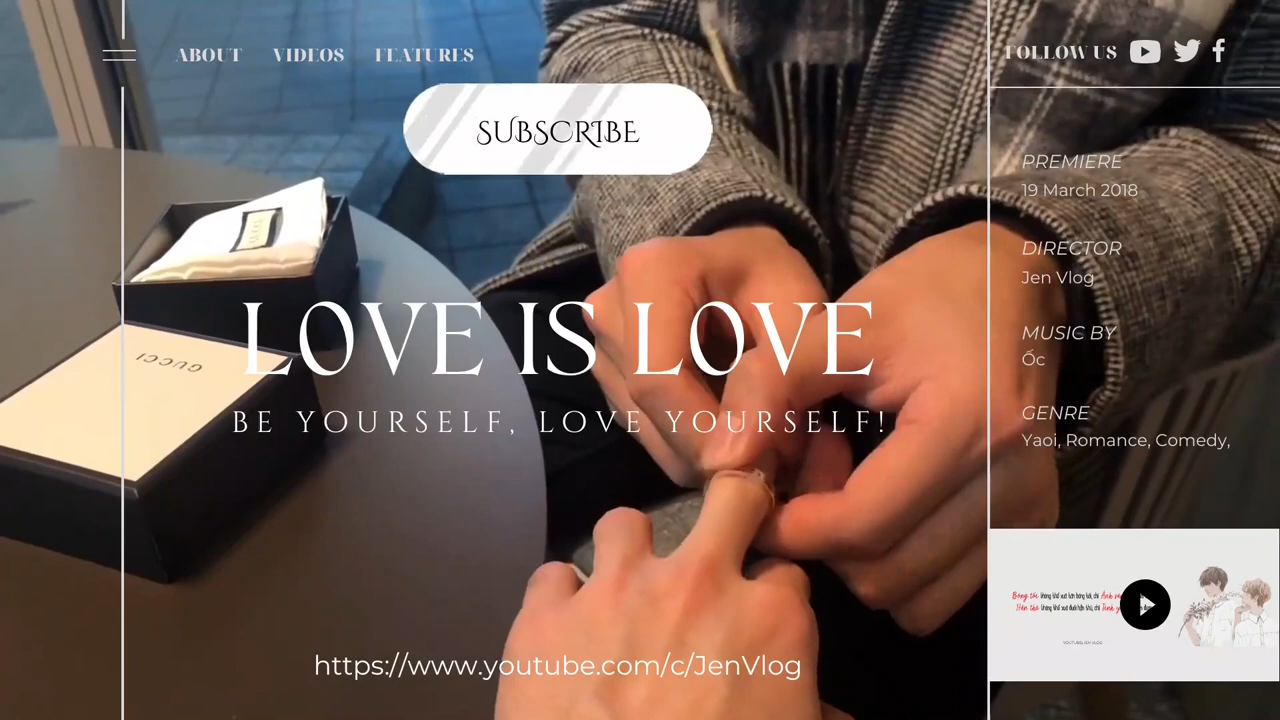 ABOUT VIDEOS FEATURES
FOLLOW US
SUBSCRIBE
PREMIERE
19 March 2018
DIRECTOR
Jen Vlog
MUSIC BY
Ốc
GENRE
Yaoi, Romance, Comedy,
GUCCI
LOVE IS LOVE
BE YOURSELF, LOVE YOURSELF!
https://www.youtube.com/c/JenVlog